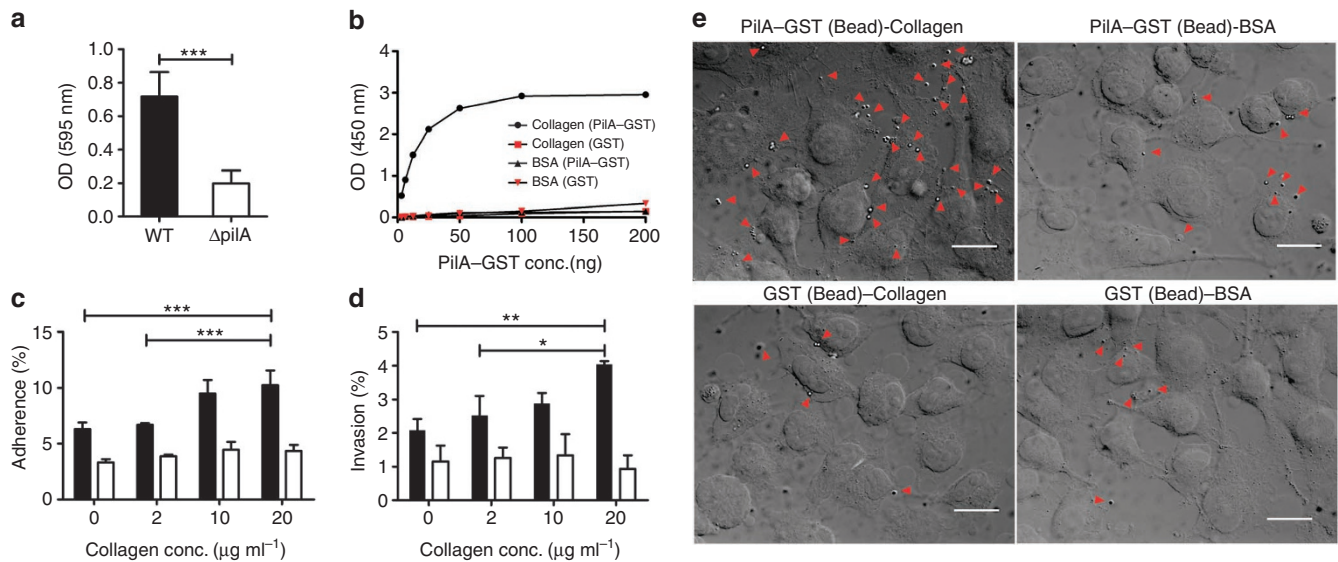 a
***
OD (595 nm)
1.0
0.8
0.6
0.4
0.2
0.0
WT
ΔpilA
b
OD (450 nm)
4
3
2
1
0
0
50
100
150
200
PilA–GST conc.(ng)
Collagen (PilA–GST)
Collagen (GST)
BSA (PilA–GST)
BSA (GST)
c
***
***
Adherence (%)
15
10
5
0
0
2
10
20
Collagen conc. (μg ml⁻¹)
d
**
*
Invasion (%)
5
4
3
2
1
0
0
2
10
20
Collagen conc. (μg ml⁻¹)
e
PilA–GST (Bead)-Collagen
PilA–GST (Bead)-BSA
GST (Bead)–Collagen
GST (Bead)–BSA